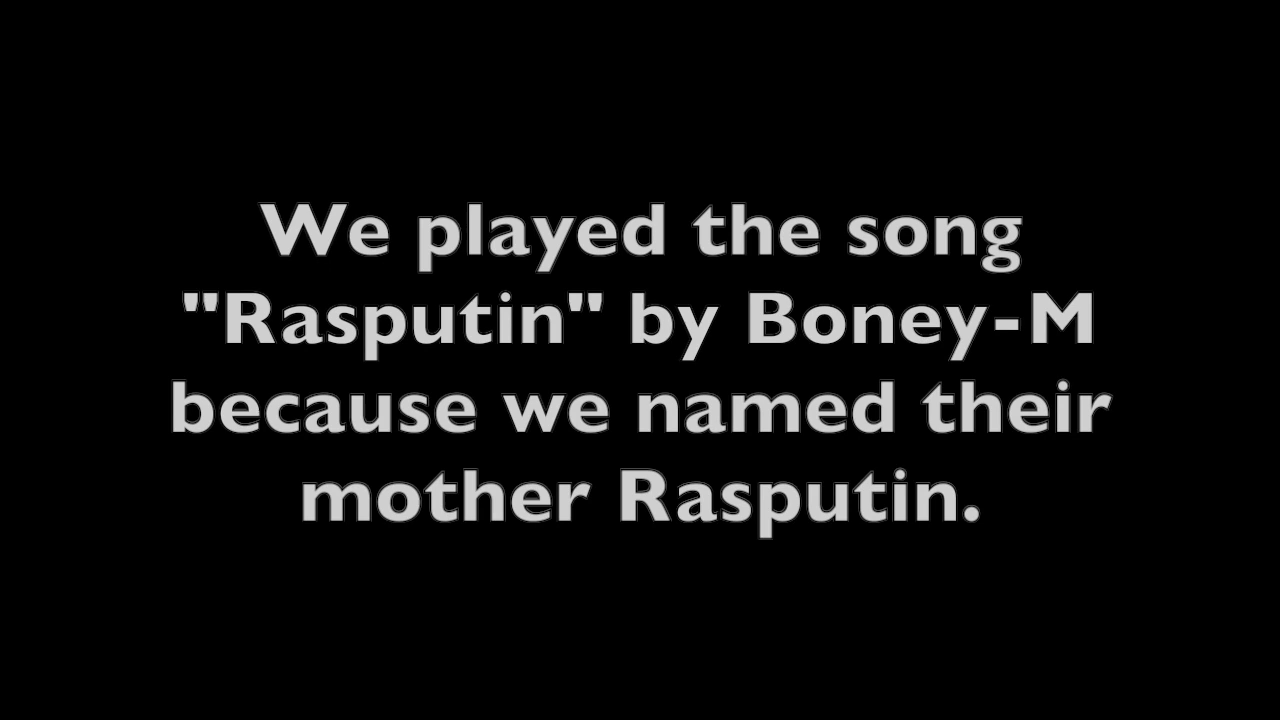 We played the song
"Rasputin" by Boney-M
because we named their
mother Rasputin.